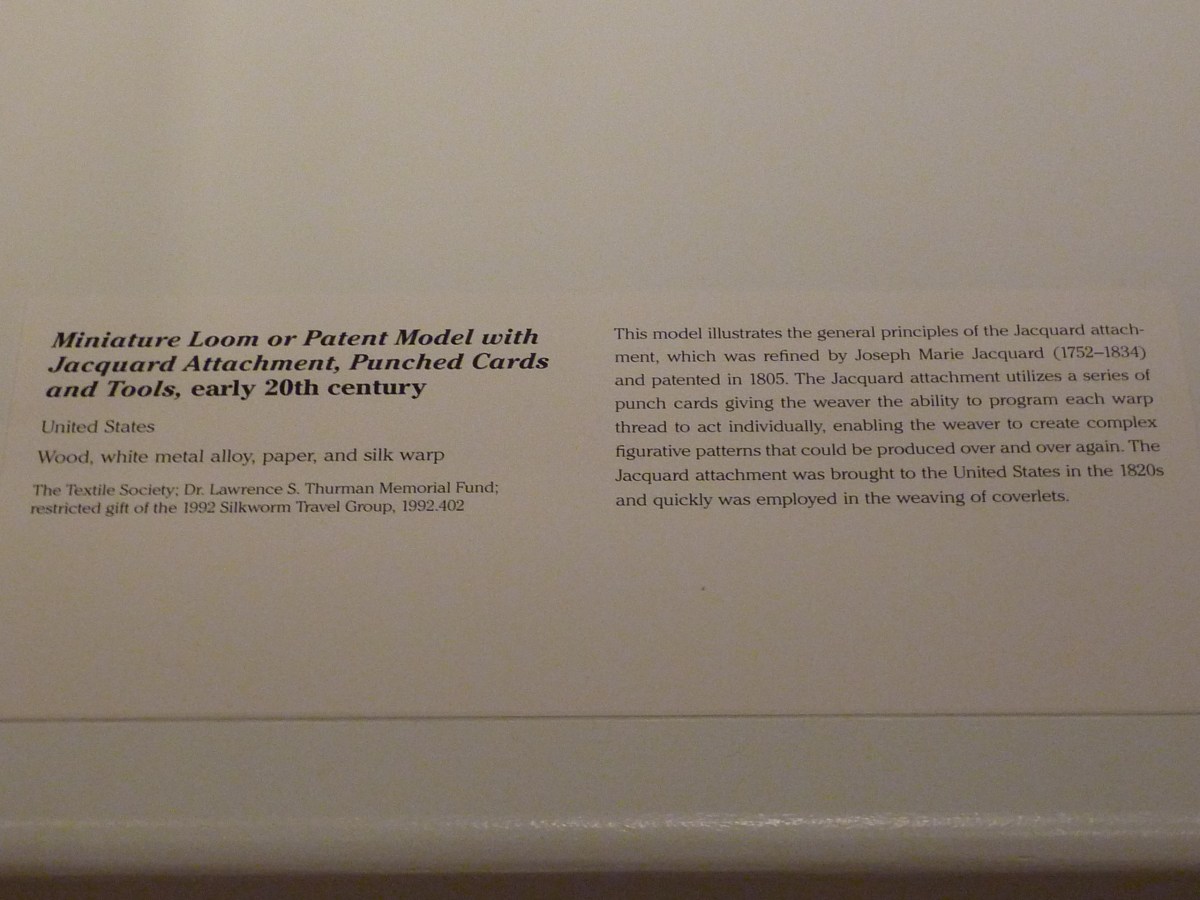 Miniature Loom or Patent Model with
Jacquard Attachment, Punched Cards
and Tools, early 20th century
United States
Wood, white metal alloy, paper, and silk warp
The Textile Society; Dr. Lawrence S. Thurman Memorial Fund;
restricted gift of the 1992 Silkworm Travel Group, 1992.402
This model illustrates the general principles of the Jacquard attach-
ment, which was refined by Joseph Marie Jacquard (1752–1834)
and patented in 1805. The Jacquard attachment utilizes a series of
punch cards giving the weaver the ability to program each warp
thread to act individually, enabling the weaver to create complex
figurative patterns that could be produced over and over again. The
Jacquard attachment was brought to the United States in the 1820s
and quickly was employed in the weaving of coverlets.